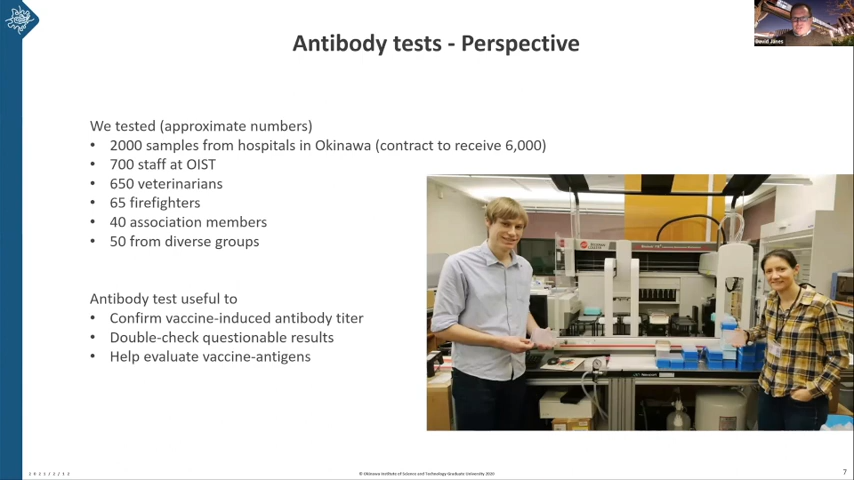 Antibody tests - Perspective
David Janes
We tested (approximate numbers)
• 2000 samples from hospitals in Okinawa (contract to receive 6,000)
• 700 staff at OIST
• 650 veterinarians
• 65 firefighters
• 40 association members
• 50 from diverse groups
Antibody test useful to
• Confirm vaccine-induced antibody titer
• Double-check questionable results
• Help evaluate vaccine-antigens
© Okinawa Institute of Science and Technology Graduate University 2020
7